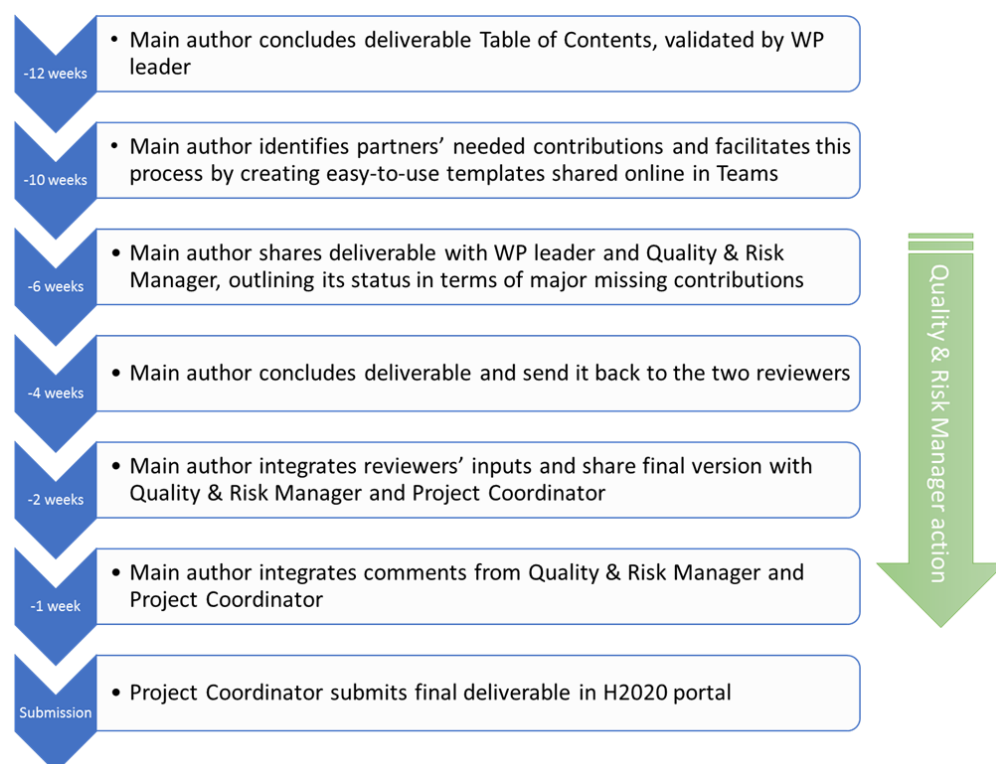 -12 weeks
• Main author concludes deliverable Table of Contents, validated by WP
leader
-10 weeks
• Main author identifies partners’ needed contributions and facilitates this
process by creating easy-to-use templates shared online in Teams
-6 weeks
• Main author shares deliverable with WP leader and Quality & Risk
Manager, outlining its status in terms of major missing contributions
-4 weeks
• Main author concludes deliverable and send it back to the two reviewers
-2 weeks
• Main author integrates reviewers’ inputs and share final version with
Quality & Risk Manager and Project Coordinator
-1 week
• Main author integrates comments from Quality & Risk Manager and
Project Coordinator
Submission
• Project Coordinator submits final deliverable in H2020 portal
Quality & Risk Manager action